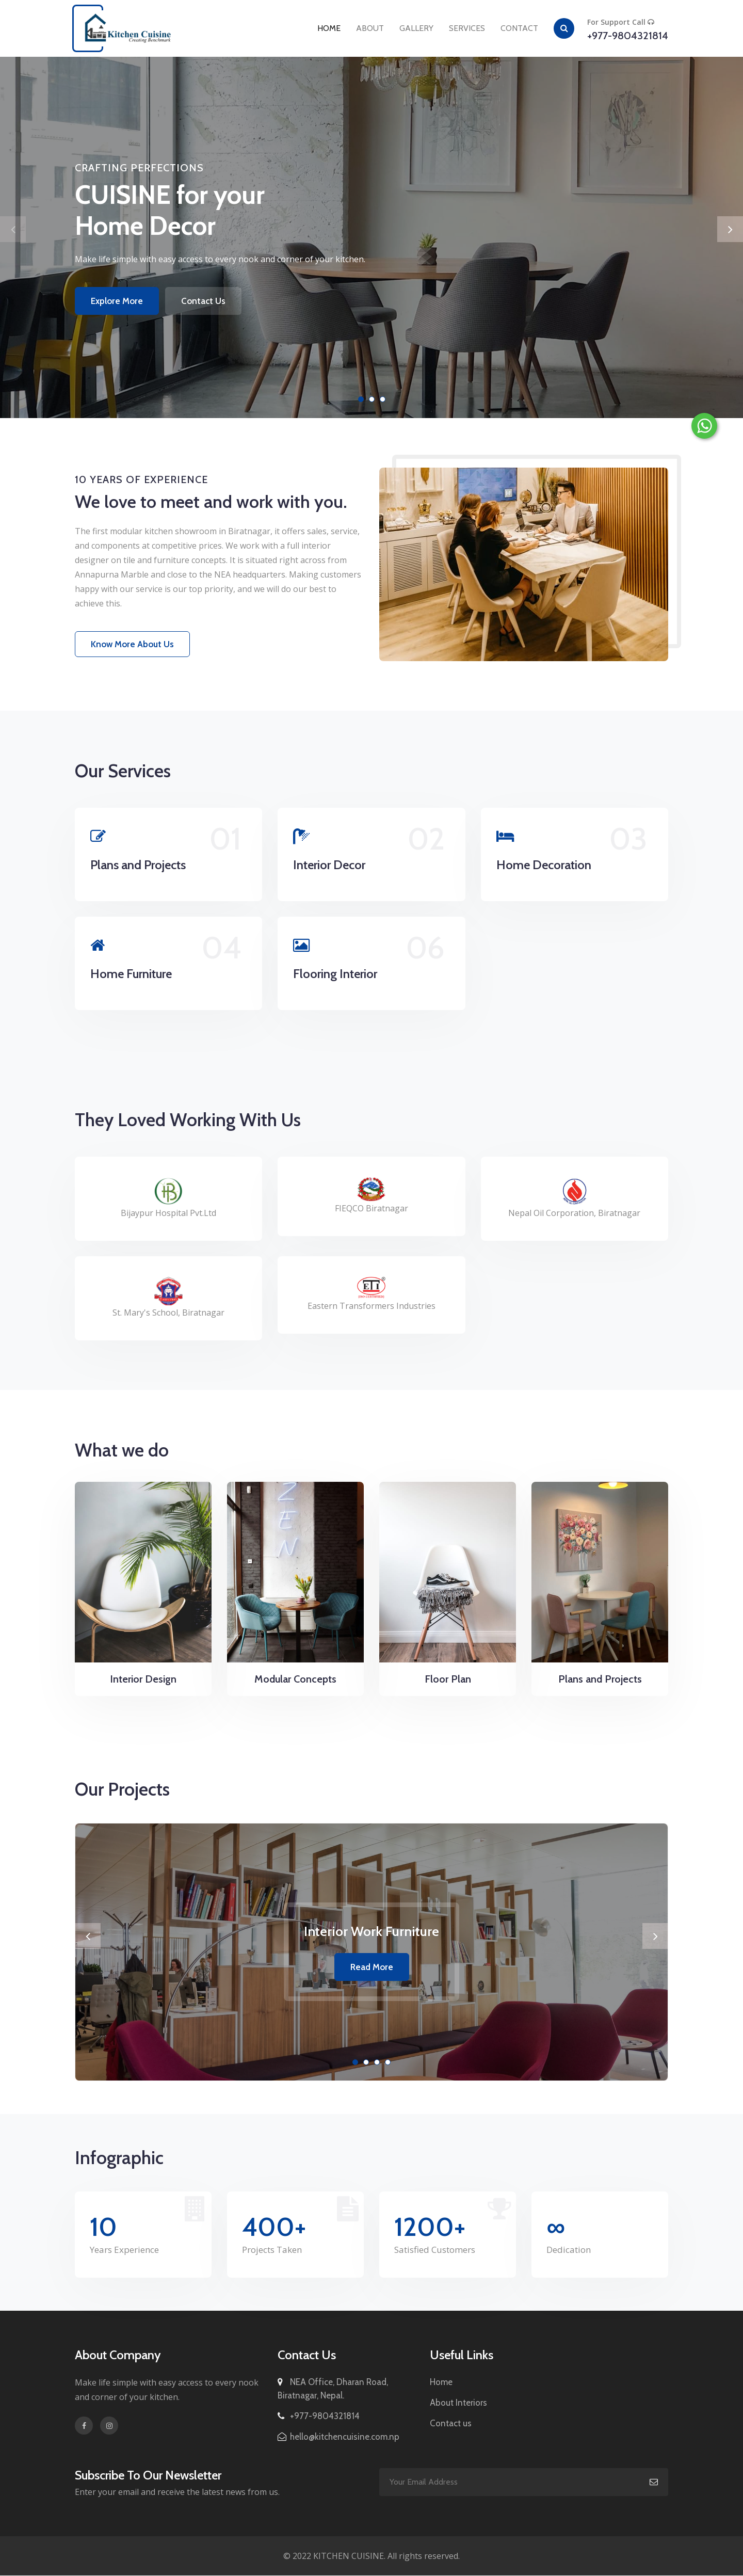 Kitchen Cuisine
Creating Benchmark
HOME
ABOUT
GALLERY
SERVICES
CONTACT
For Support Call
+977-9804321814
CRAFTING PERFECTIONS
CUISINE for your
Home Decor
Make life simple with easy access to every nook and corner of your kitchen.
Explore More
Contact Us
10 YEARS OF EXPERIENCE
We love to meet and work with you.
The first modular kitchen showroom in Biratnagar, it offers sales, service,
and components at competitive prices. We work with a full interior
designer on tile and furniture concepts. It is situated right across from
Annapurna Marble and close to the NEA headquarters. Making customers
happy with our service is our top priority, and we will do our best to
achieve this.
Know More About Us
Our Services
01
Plans and Projects
02
Interior Decor
03
Home Decoration
04
Home Furniture
06
Flooring Interior
They Loved Working With Us
Bijaypur Hospital Pvt.Ltd
FIEQCO Biratnagar
Nepal Oil Corporation, Biratnagar
St. Mary's School, Biratnagar
ETI
Eastern Transformers Industries
What we do
ZEN
Interior Design
Modular Concepts
Floor Plan
Plans and Projects
Our Projects
Interior Work Furniture
Read More
Infographic
10
Years Experience
400+
Projects Taken
1200+
Satisfied Customers
∞
Dedication
About Company
Make life simple with easy access to every nook
and corner of your kitchen.
Contact Us
NEA Office, Dharan Road,
Biratnagar, Nepal.
+977-9804321814
hello@kitchencuisine.com.np
Useful Links
Home
About Interiors
Contact us
Subscribe To Our Newsletter
Enter your email and receive the latest news from us.
Your Email Address
© 2022 KITCHEN CUISINE. All rights reserved.